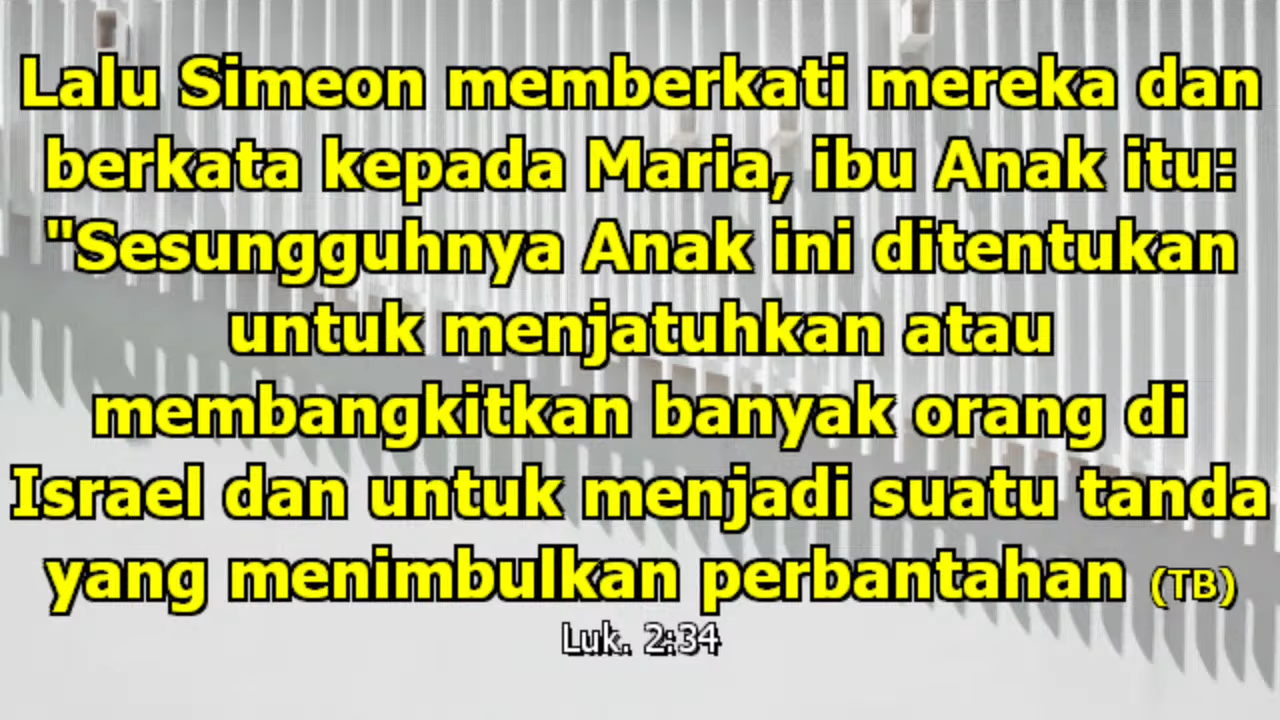 Lalu Simeon memberkati mereka dan
berkata kepada Maria, ibu Anak itu:
"Sesungguhnya Anak ini ditentukan
untuk menjatuhkan atau
membangkitkan banyak orang di
Israel dan untuk menjadi suatu tanda
yang menimbulkan perbantahan (TB)
Luk. 2:34